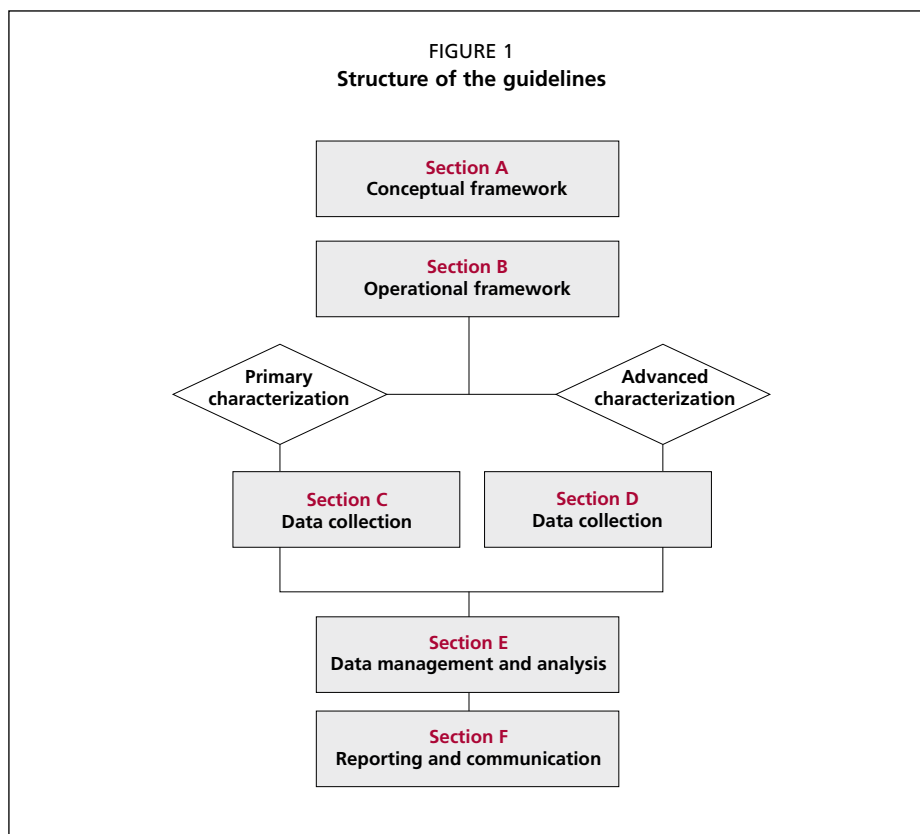 FIGURE 1
Structure of the guidelines
Section A
Conceptual framework
Section B
Operational framework
Primary
characterization
Advanced
characterization
Section C
Data collection
Section D
Data collection
Section E
Data management and analysis
Section F
Reporting and communication